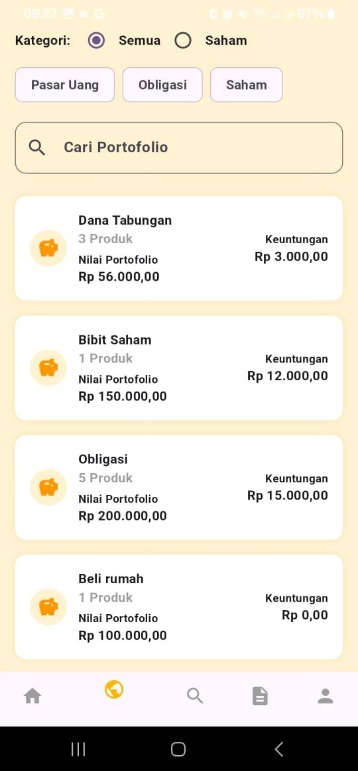 09.27
97%
Kategori: Semua Saham
Pasar Uang Obligasi Saham
Cari Portofolio
Dana Tabungan
3 Produk
Keuntungan
Nilai Portofolio
Rp 3.000,00
Rp 56.000,00
Bibit Saham
1 Produk
Keuntungan
Nilai Portofolio
Rp 12.000,00
Rp 150.000,00
Obligasi
5 Produk
Keuntungan
Nilai Portofolio
Rp 15.000,00
Rp 200.000,00
Beli rumah
1 Produk
Keuntungan
Nilai Portofolio
Rp 0,00
Rp 100.000,00